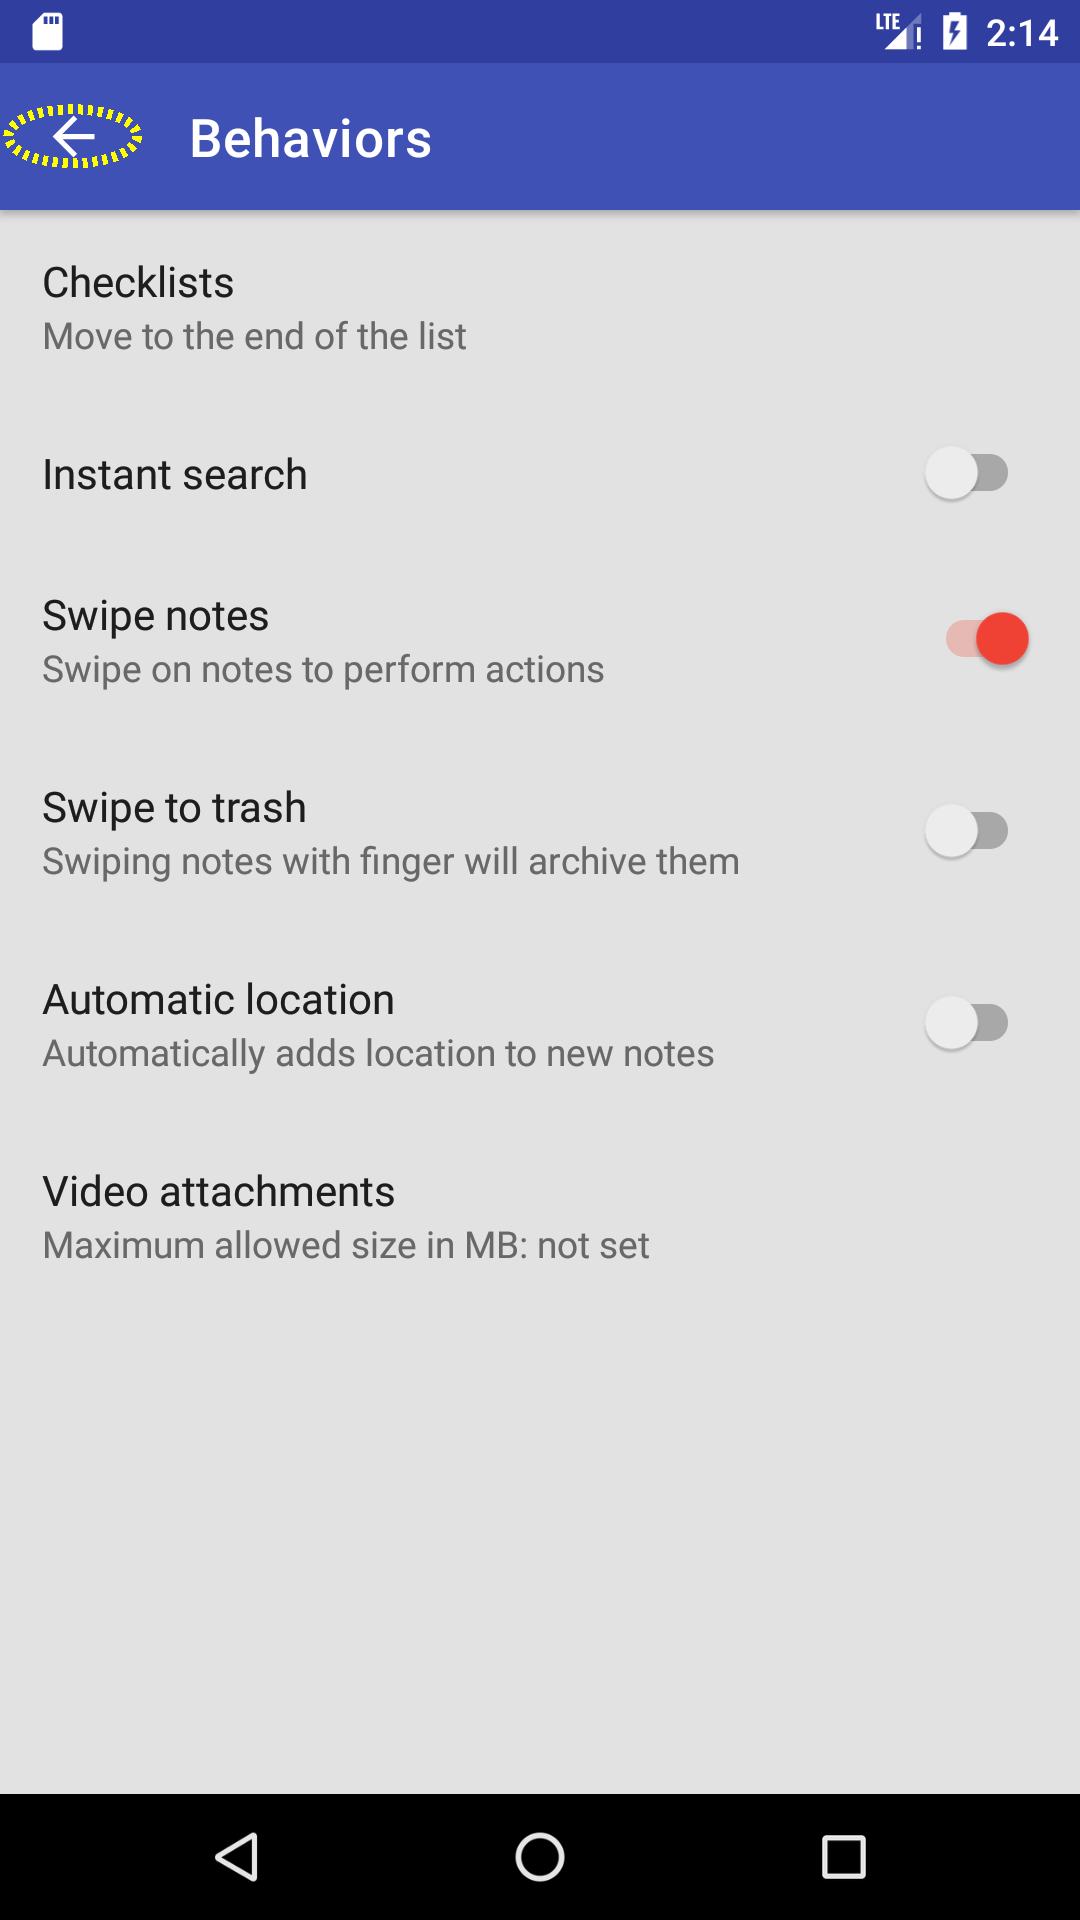 LTE 2:14
Behaviors
Checklists
Move to the end of the list
Instant search
Swipe notes
Swipe on notes to perform actions
Swipe to trash
Swiping notes with finger will archive them
Automatic location
Automatically adds location to new notes
Video attachments
Maximum allowed size in MB: not set